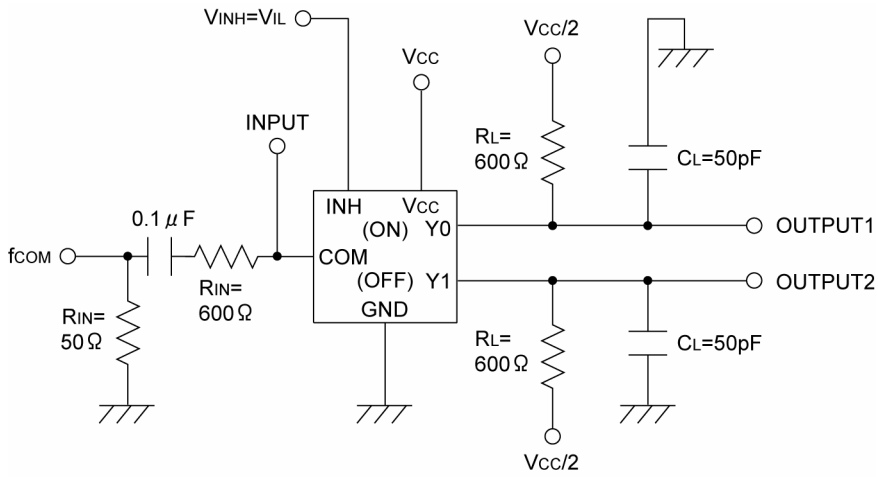 VINH=VIL
VCC/2
VCC
INPUT
RL=
600Ω
CL=50pF
0.1μF
INH
VCC
(ON) Y0
OUTPUT1
fCOM
COM
(OFF) Y1
OUTPUT2
RIN=
600Ω
GND
RIN=
50Ω
RL=
600Ω
CL=50pF
VCC/2